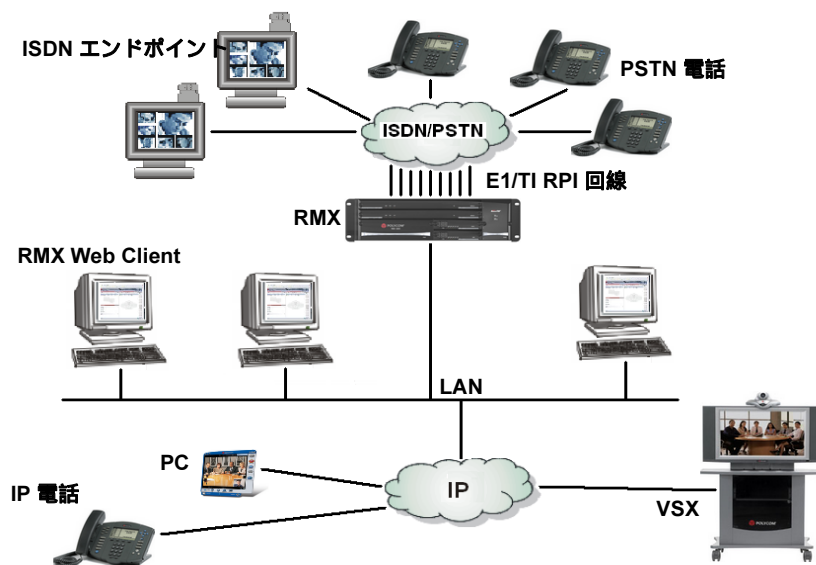 ISDN エンドポイント
PSTN 電話
ISDN/PSTN
E1/TI RPI 回線
RMX
RMX Web Client
LAN
PC
IP
IP 電話
VSX
POLYCOM